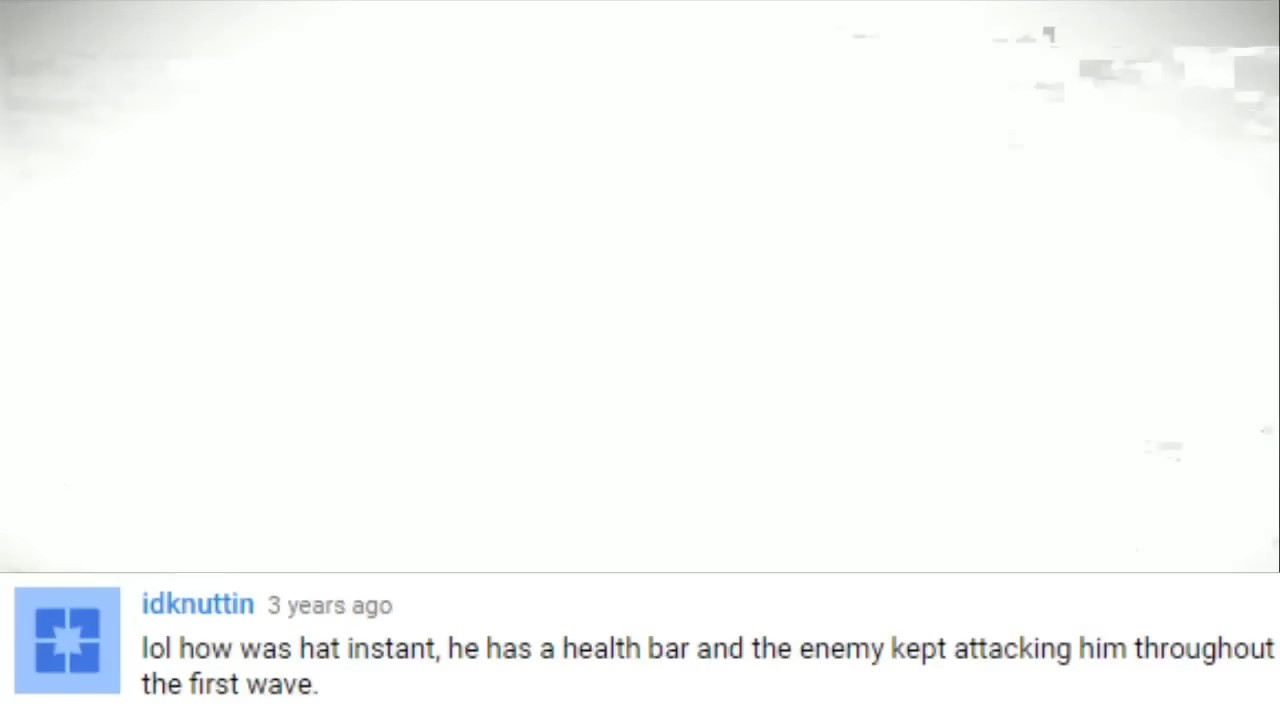 idknuttin 3 years ago
lol how was hat instant, he has a health bar and the enemy kept attacking him throughout
the first wave.